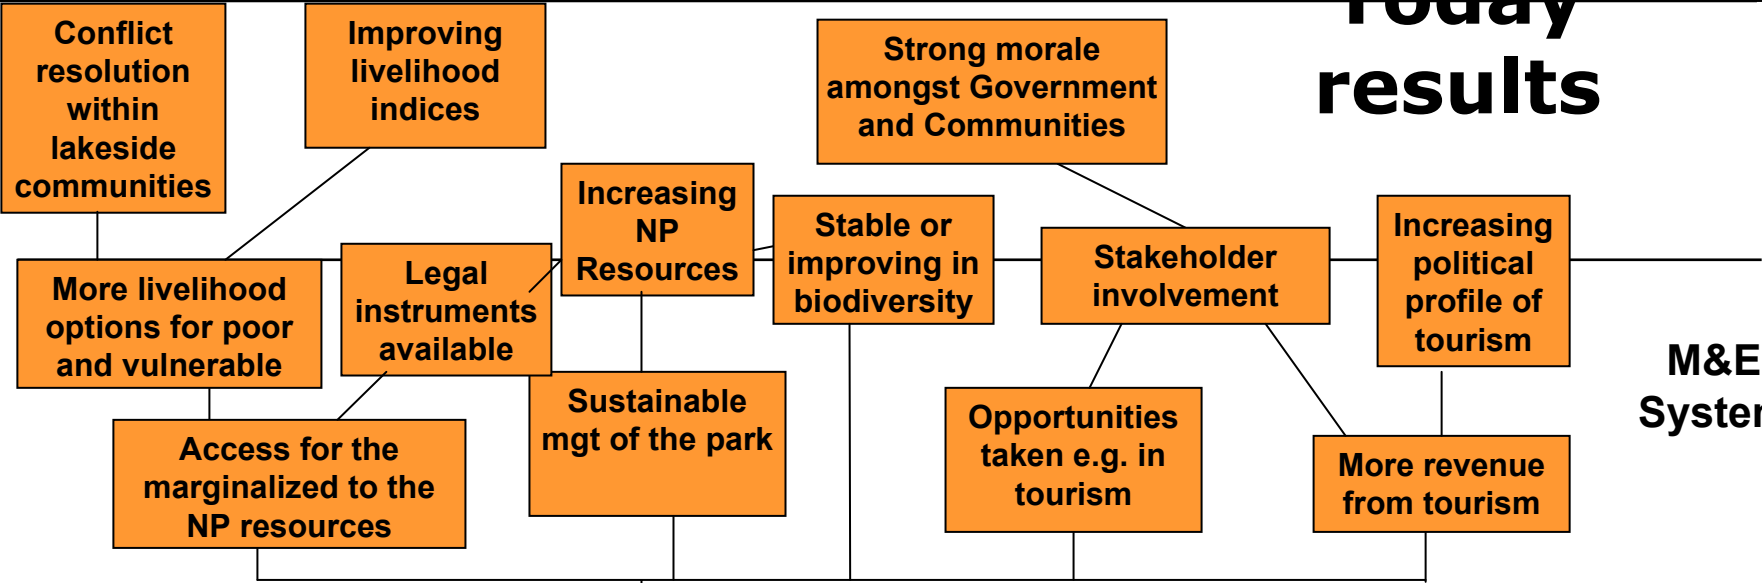 Today
results
Conflict
resolution
within
lakeside
communities
Improving
livelihood
indices
Strong morale
amongst Government
and Communities
Increasing
NP
Resources
Stable or
improving in
biodiversity
Stakeholder
involvement
Increasing
political
profile of
tourism
More livelihood
options for poor
and vulnerable
Legal
instruments
available
M&E
Sustainable
mgt of the park
Opportunities
taken e.g. in
tourism
Access for the
marginalized to the
NP resources
More revenue
from tourism